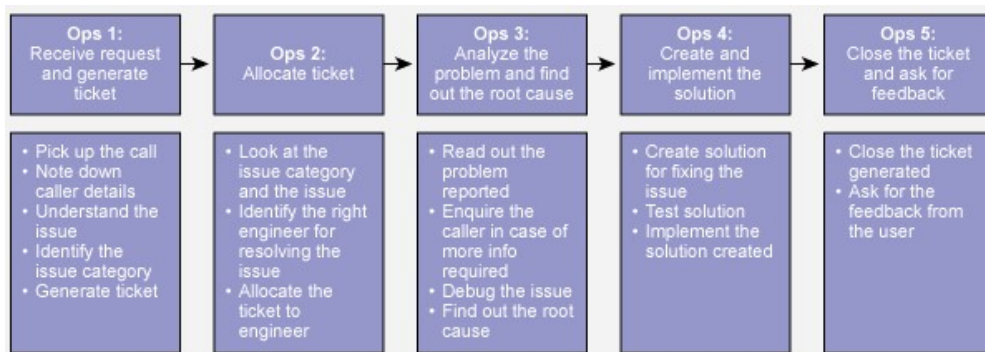 Ops 1:
Receive request
and generate
ticket
Ops 2:
Allocate ticket
Ops 3:
Analyze the
problem and find
out the root cause
Ops 4:
Create and
implement the
solution
Ops 5:
Close the ticket
and ask for
feedback
• Pick up the call
• Note down
caller details
• Understand the
issue
• Identify the
issue category
• Generate ticket
• Look at the
issue category
and the issue
• Identify the right
engineer for
resolving the
issue
• Allocate the
ticket to
engineer
• Read out the
problem
reported
• Enquire the
caller in case of
more info
required
• Debug the issue
• Find out the root
cause
• Create solution
for fixing the
issue
• Test solution
• Implement the
solution created
• Close the ticket
generated
• Ask for the
feedback from
the user